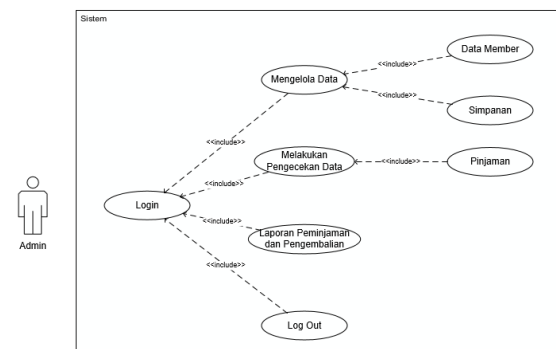 Sistem
Data Member
<<include>>
Mengelola Data
<<include>>
Simpanan
<<include>>
Melakukan
Pengecekan Data
<<include>>
Pinjaman
<<include>>
Login
Admin
<<include>>
Laporan Peminjaman
dan Pengembalian
<<include>>
Log Out